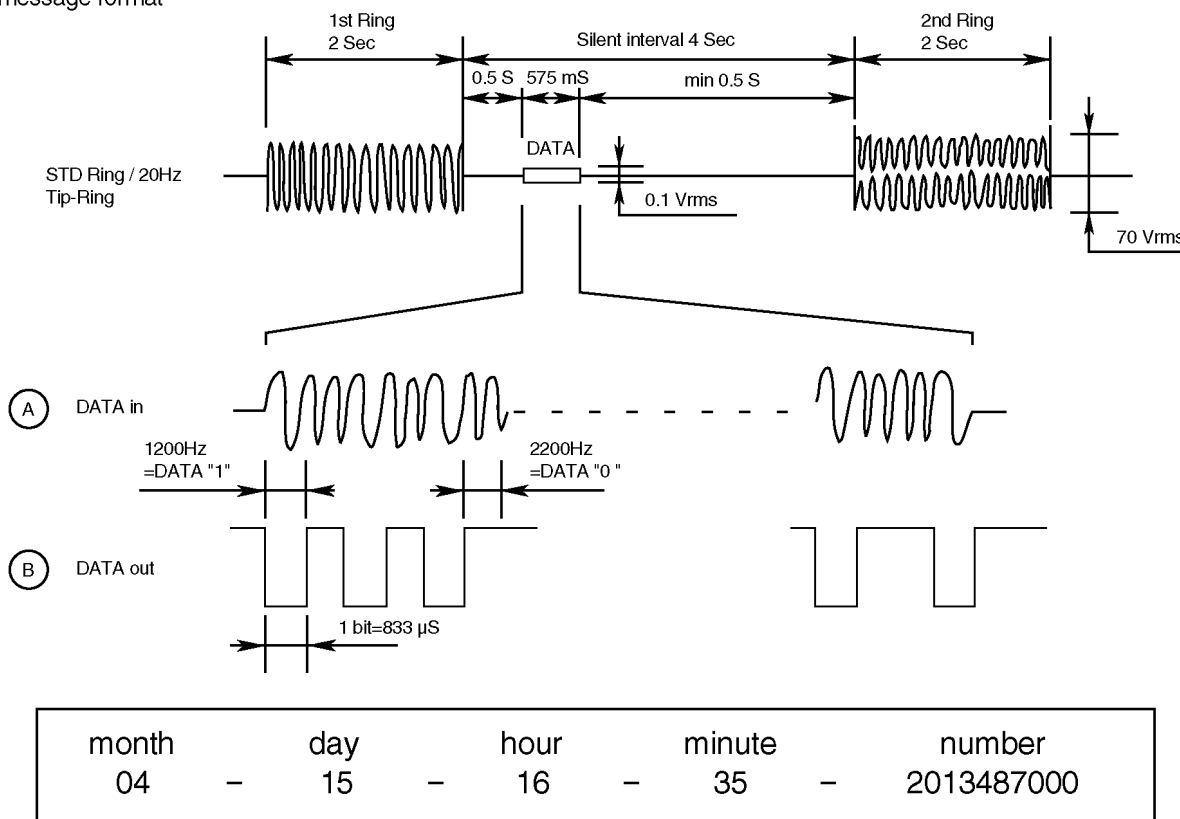 message format
1st Ring
2 Sec
Silent interval 4 Sec
2nd Ring
2 Sec
0.5 S
575 mS
min 0.5 S
DATA
STD Ring / 20Hz
Tip-Ring
0.1 Vrms
70 Vrms
A
DATA in
1200Hz
=DATA "1"
2200Hz
=DATA "0 "
B
DATA out
1 bit=833 µS
month day hour minute number
04 – 15 – 16 – 35 – 2013487000